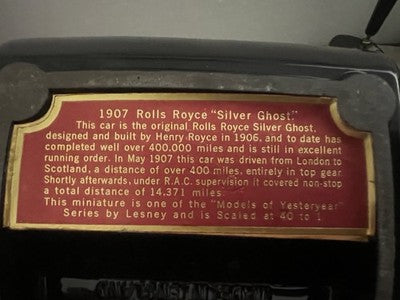 1907 Rolls Royce "Silver Ghost."
This car is the original Rolls Royce Silver Ghost,
designed and built by Henry Royce in 1906, and to date has
completed well over 400,000 miles and is still in excellent
running order. In May 1907 this car was driven from London to
Scotland, a distance of over 400 miles, entirely in top gear.
Shortly afterwards, under R.A.C. supervision it covered non-stop
a total distance of 14,371 miles.
This miniature is one of the "Models of Yesteryear"
Series by Lesney and is Scaled at 40 to 1